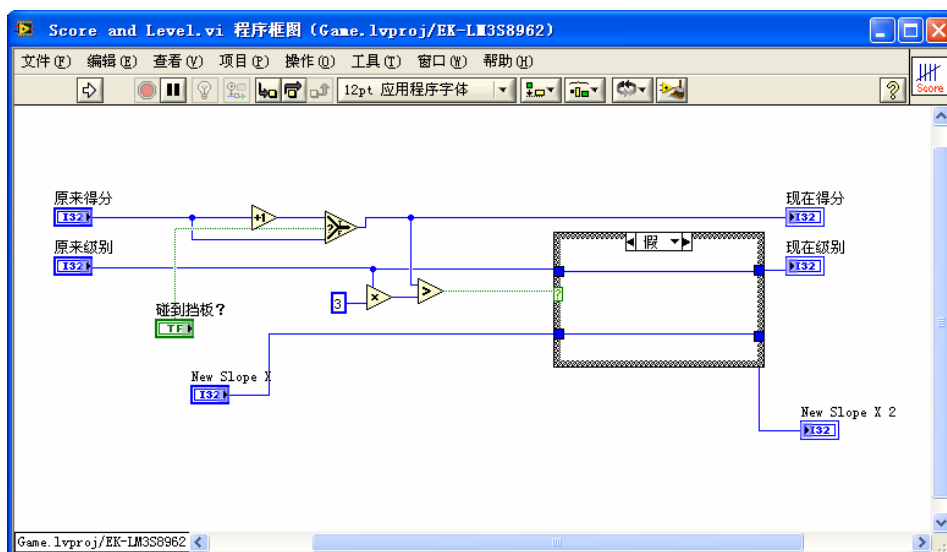 Score and Level.vi 程序框图 (Game.lvproj/EK-LM3S8962)
文件(F) 编辑(E) 查看(V) 项目(P) 操作(O) 工具(T) 窗口(W) 帮助(H)
12pt 应用程序字体
?
Score
原来得分
I32
+1
? T F
现在得分
I32
原来级别
I32
假
现在级别
I32
3
×
>
?
碰到挡板?
TF
New Slope X
I32
New Slope X 2
I32
Game.lvproj/EK-LM3S8962